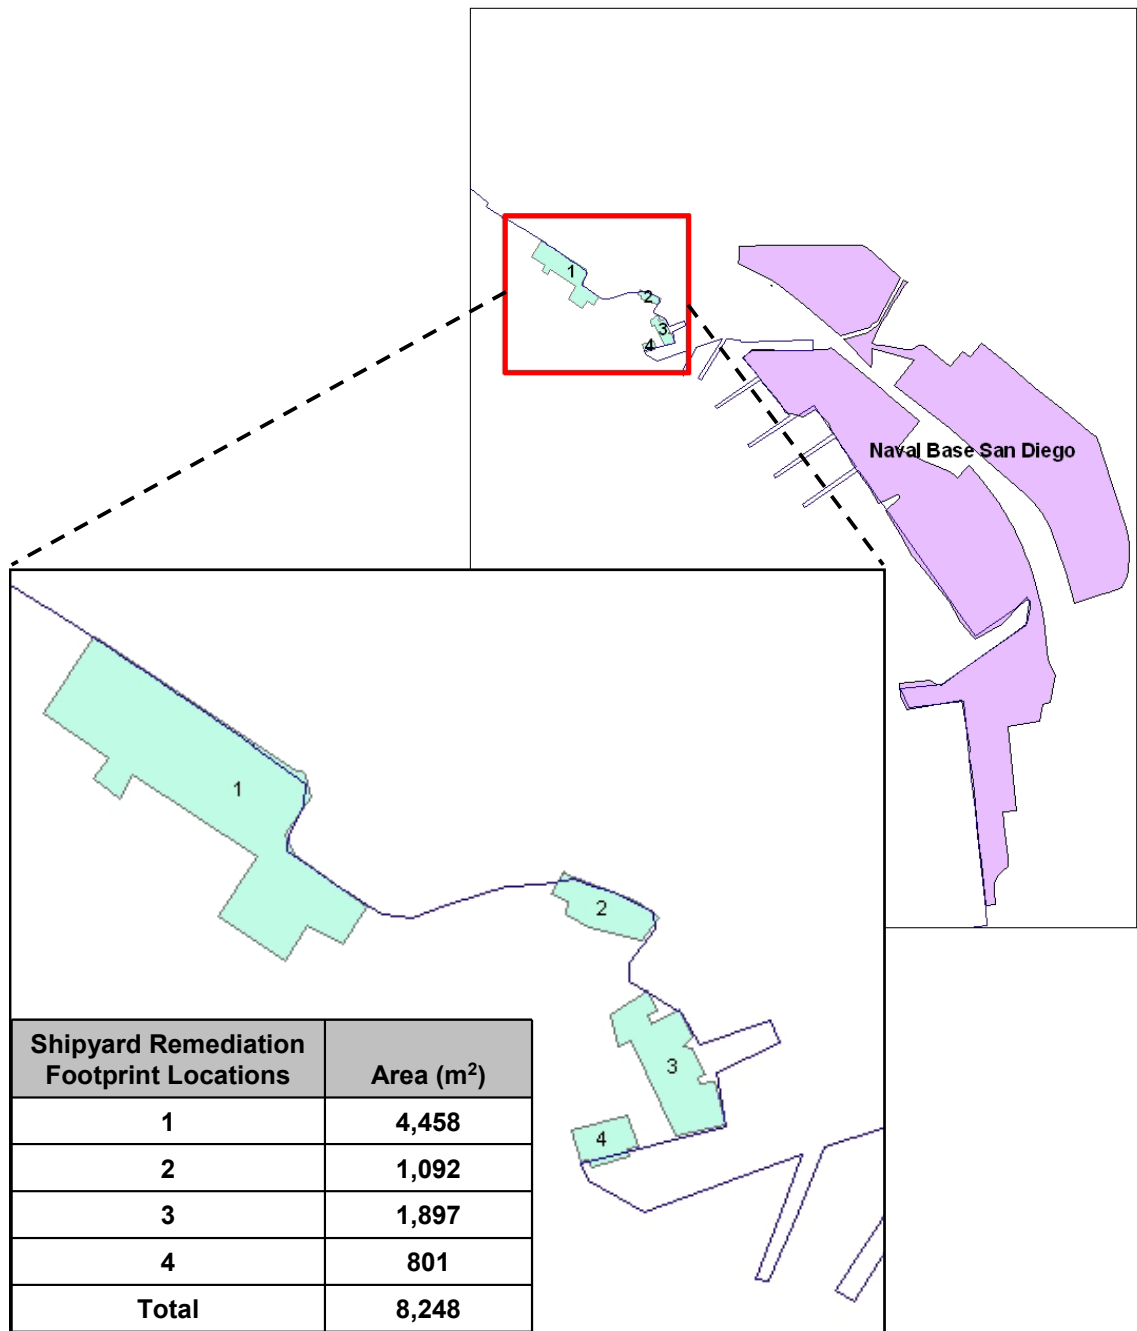 1
2
3
4
Naval Base San Diego
1
2
3
4
Shipyard Remediation
Footprint Locations
Area (m²)
1 4,458
2 1,092
3 1,897
4 801
Total 8,248